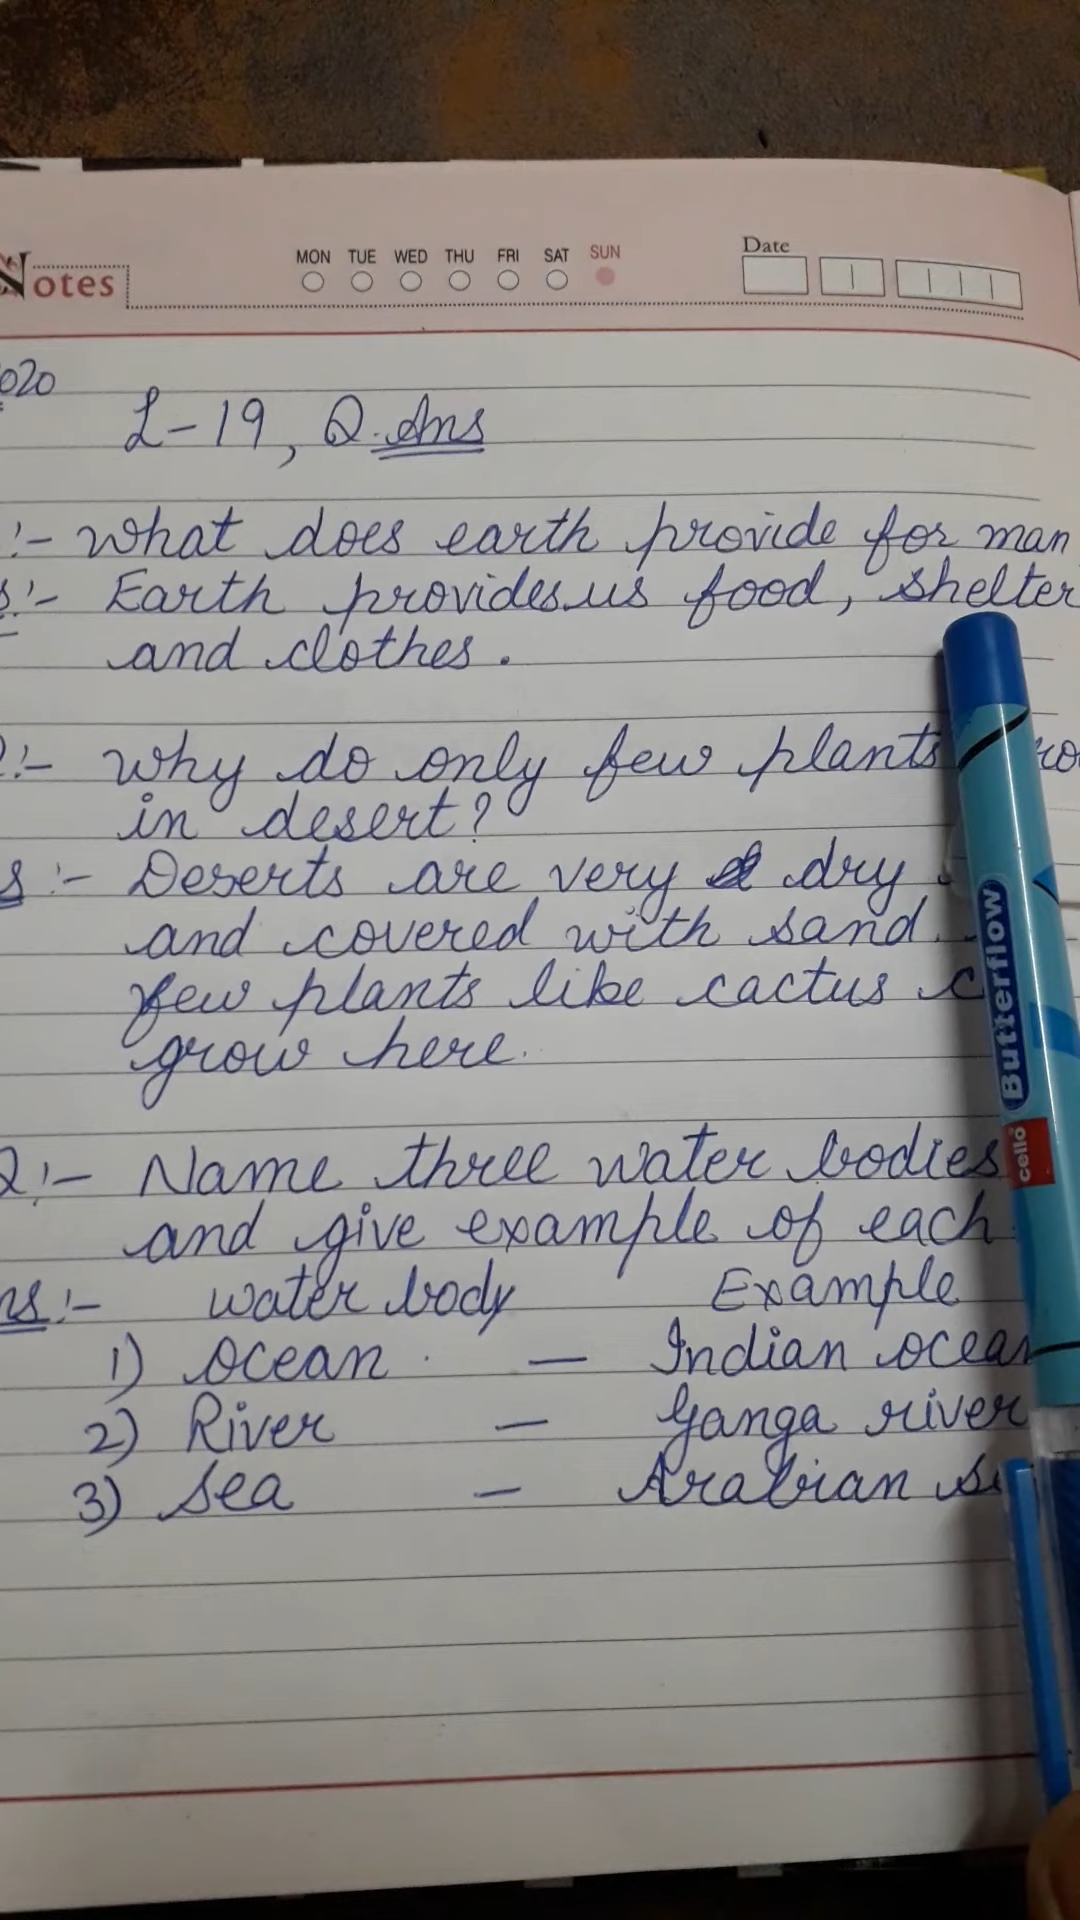 Notes
MON TUE WED THU FRI SAT SUN
Date
020
L-19, Q.Ans
:- What does earth provide for man
s:- Earth provides us food, shelter
and clothes.
:- Why do only few plants
in desert?
s:- Deserts are very dry
and covered with sand.
few plants like cactus
grow here.
Q:- Name three water bodies
and give example of each
ns:- water body Example
1) Ocean - Indian ocean
2) River - Ganga river
3) Sea - Arabian
Butterflow
cello